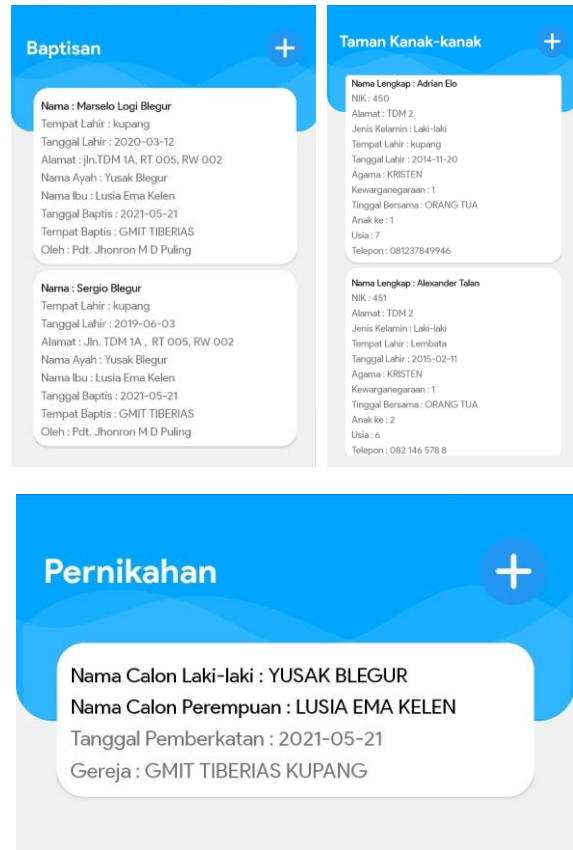 Baptisan
+
Nama : Marselo Logi Blegur
Tempat Lahir : kupang
Tanggal Lahir : 2020-03-12
Alamat : jln.TDM 1A, RT 005, RW 002
Nama Ayah : Yusak Blegur
Nama Ibu : Lusia Ema Kelen
Tanggal Baptis : 2021-05-21
Tempat Baptis : GMIT TIBERIAS
Oleh : Pdt. Jhonron M D Puling
Nama : Sergio Blegur
Tempat Lahir : kupang
Tanggal Lahir : 2019-06-03
Alamat : Jln. TDM 1A , RT 005, RW 002
Nama Ayah : Yusak Blegur
Nama Ibu : Lusia Ema Kelen
Tanggal Baptis : 2021-05-21
Tempat Baptis : GMIT TIBERIAS
Oleh : Pdt. Jhonron M D Puling
Taman Kanak-kanak
+
Nama Lengkap : Adrian Elo
NIK : 450
Alamat : TDM 2
Jenis Kelamin : Laki-laki
Tempat Lahir : kupang
Tanggal Lahir : 2014-11-20
Agama : KRISTEN
Kewarganegaraan : 1
Tinggal Bersama : ORANG TUA
Anak ke : 1
Usia : 7
Telepon : 081237849946
Nama Lengkap : Alexander Talan
NIK : 451
Alamat : TDM 2
Jenis Kelamin : Laki-laki
Tempat Lahir : Lembata
Tanggal Lahir : 2015-02-11
Agama : KRISTEN
Kewarganegaraan : 1
Tinggal Bersama : ORANG TUA
Anak ke : 2
Usia : 6
Telepon : 082 146 578 8
Pernikahan
+
Nama Calon Laki-laki : YUSAK BLEGUR
Nama Calon Perempuan : LUSIA EMA KELEN
Tanggal Pemberkatan : 2021-05-21
Gereja : GMIT TIBERIAS KUPANG